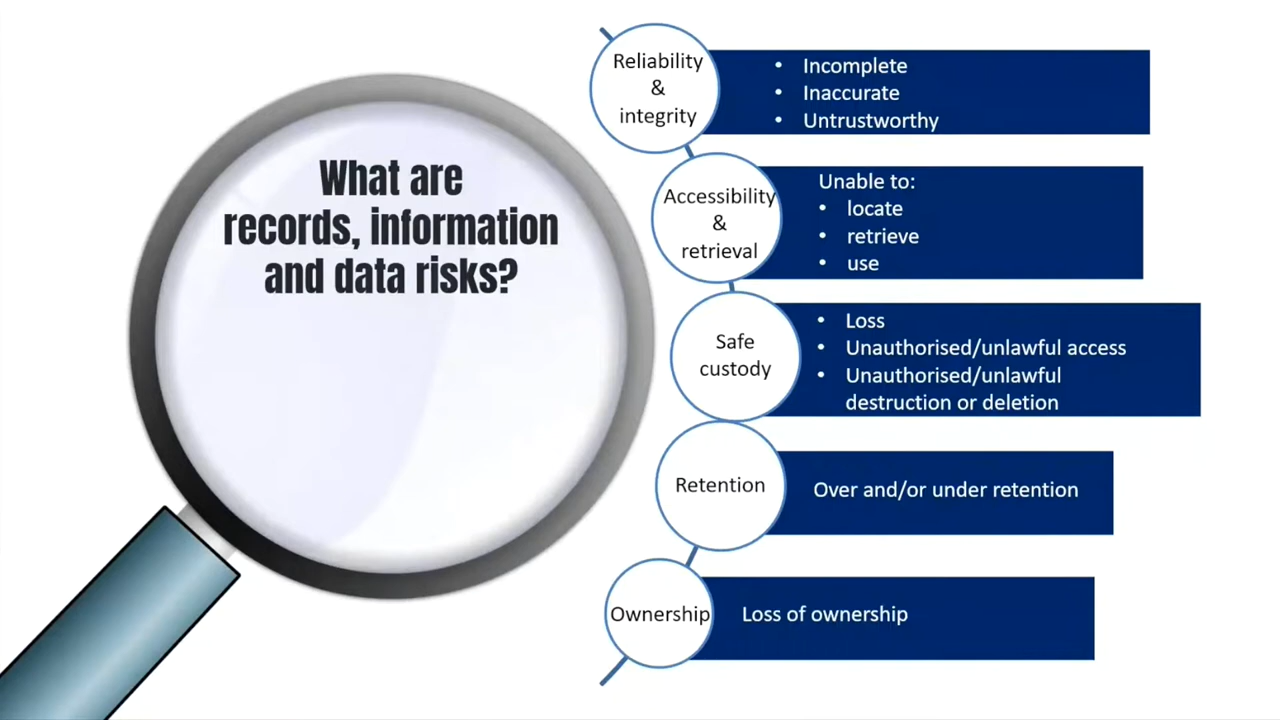 What are
records, information
and data risks?
Reliability
&
integrity
• Incomplete
• Inaccurate
• Untrustworthy
Accessibility
&
retrieval
Unable to:
• locate
• retrieve
• use
Safe
custody
• Loss
• Unauthorised/unlawful access
• Unauthorised/unlawful
destruction or deletion
Retention
Over and/or under retention
Ownership
Loss of ownership